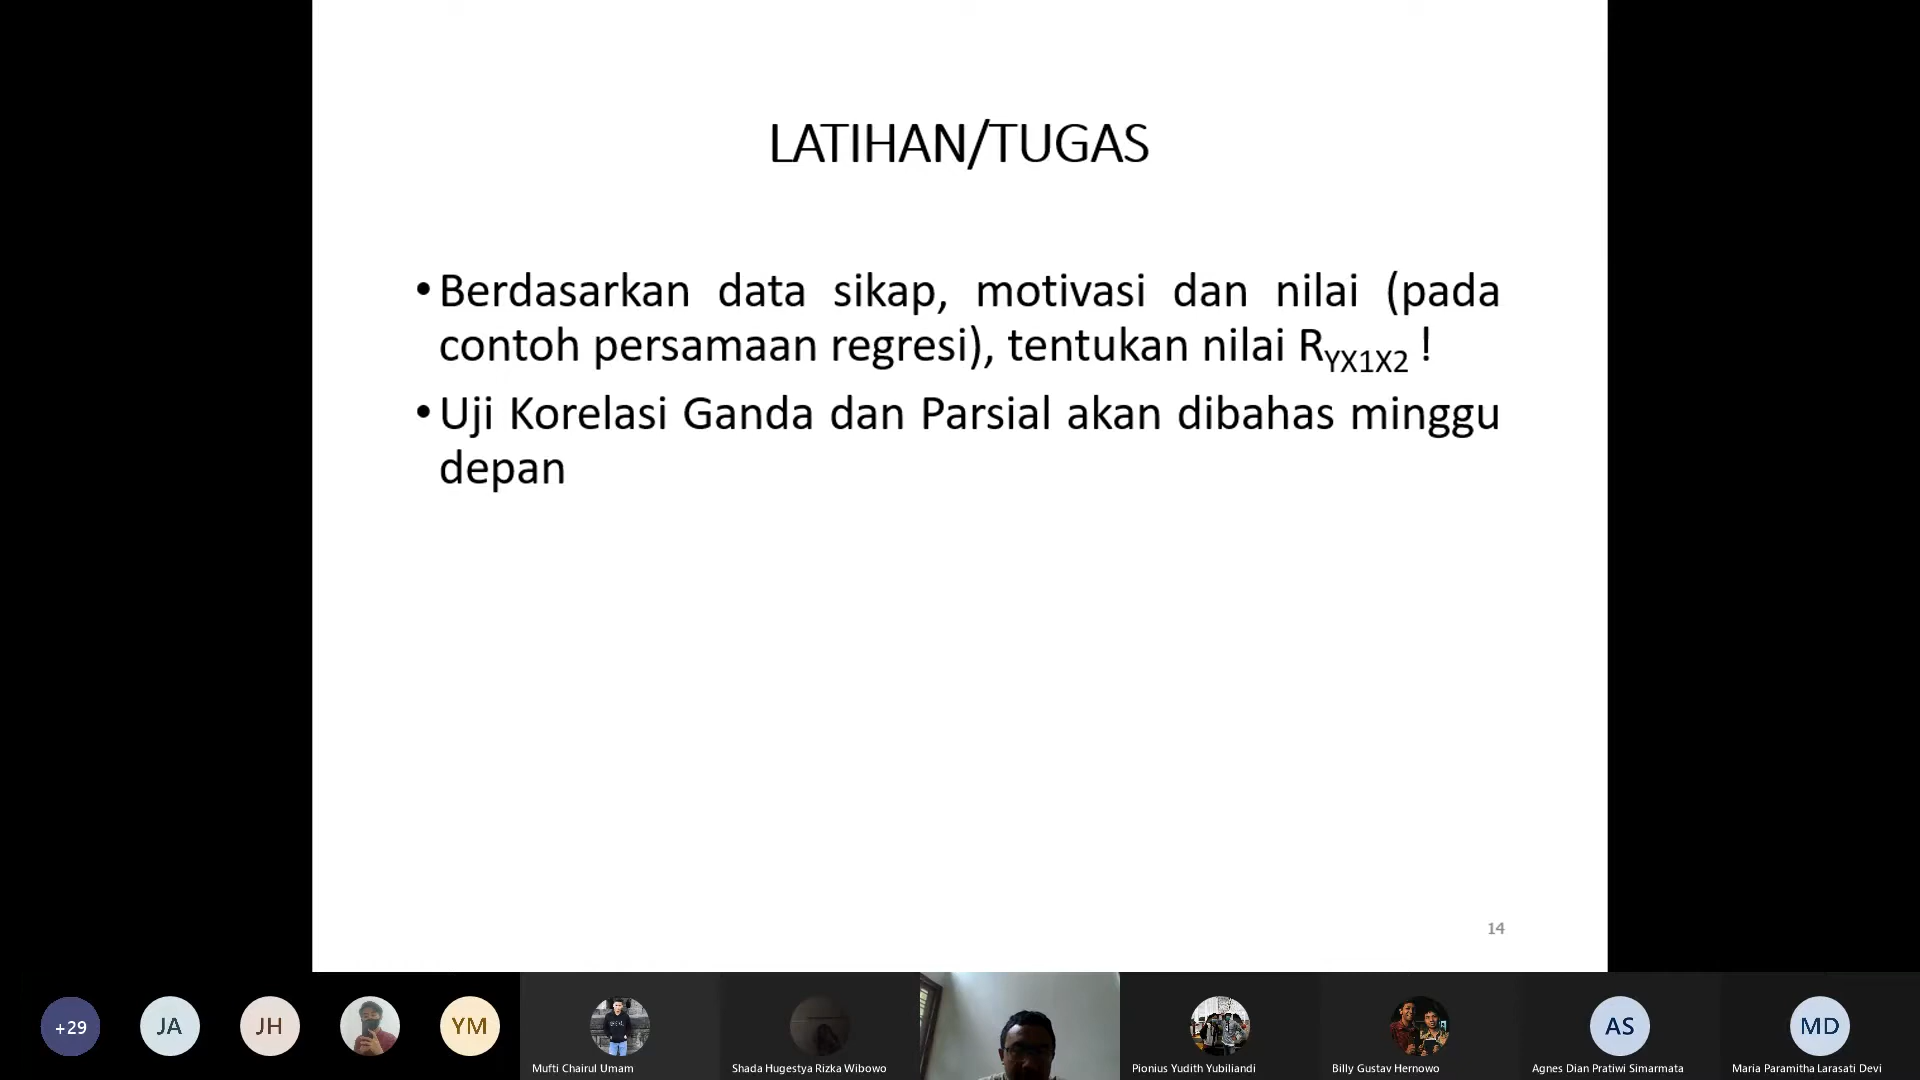 LATIHAN/TUGAS
•Berdasarkan data sikap, motivasi dan nilai (pada
contoh persamaan regresi), tentukan nilai RYX1X2 !
•Uji Korelasi Ganda dan Parsial akan dibahas minggu
depan
14
+29
JA
JH
YM
AS
MD
Mufti Chairul Umam
Shada Hugestya Rizka Wibowo
Pionius Yudith Yubiliandi
Billy Gustav Hernowo
Agnes Dian Pratiwi Simarmata
Maria Paramitha Larasati Devi